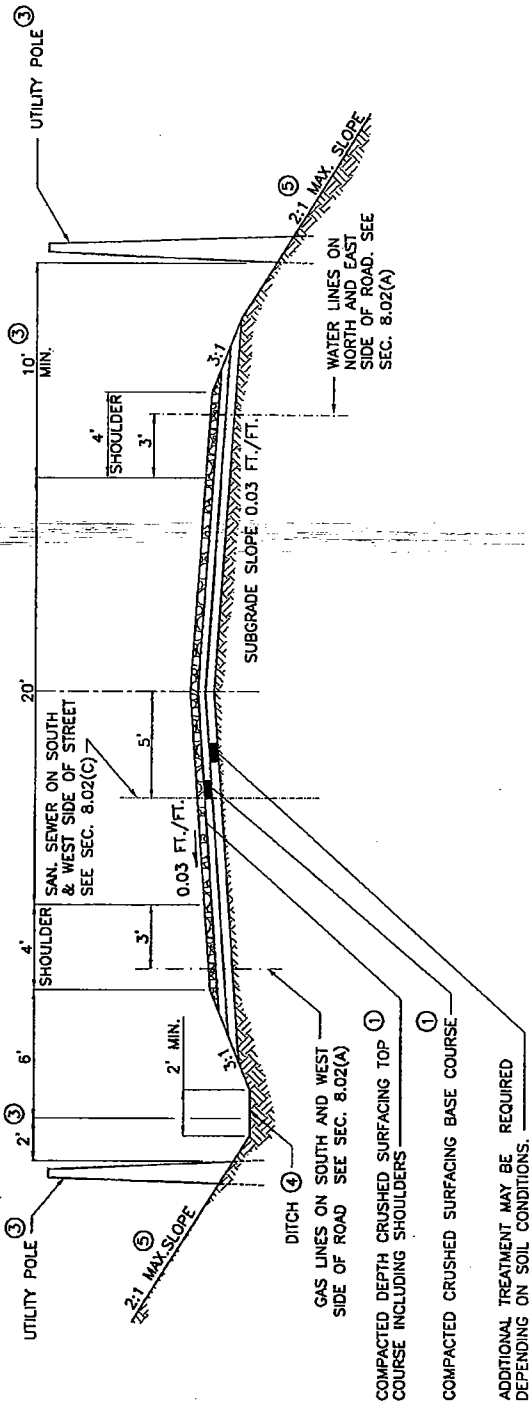 UTILITY POLE ③
2:1 MAX.SLOPE
⑤
2' ③
6'
4'
SHOULDER
3'
2' MIN.
3:1
DITCH ④
GAS LINES ON SOUTH AND WEST
SIDE OF ROAD SEE SEC. 8.02(A)
SAN. SEWER ON SOUTH
& WEST SIDE OF STREET
SEE SEC. 8.02(C)
0.03 FT./FT.
20'
5'
SUBGRADE SLOPE 0.03 FT./FT.
4'
SHOULDER
3'
10' ③
MIN.
3:1
UTILITY POLE ③
⑤
2:1 MAX. SLOPE
WATER LINES ON
NORTH AND EAST
SIDE OF ROAD. SEE
SEC. 8.02(A)
COMPACTED DEPTH CRUSHED SURFACING TOP ①
COURSE INCLUDING SHOULDERS
COMPACTED CRUSHED SURFACING BASE COURSE ①
ADDITIONAL TREATMENT MAY BE REQUIRED
DEPENDING ON SOIL CONDITIONS.